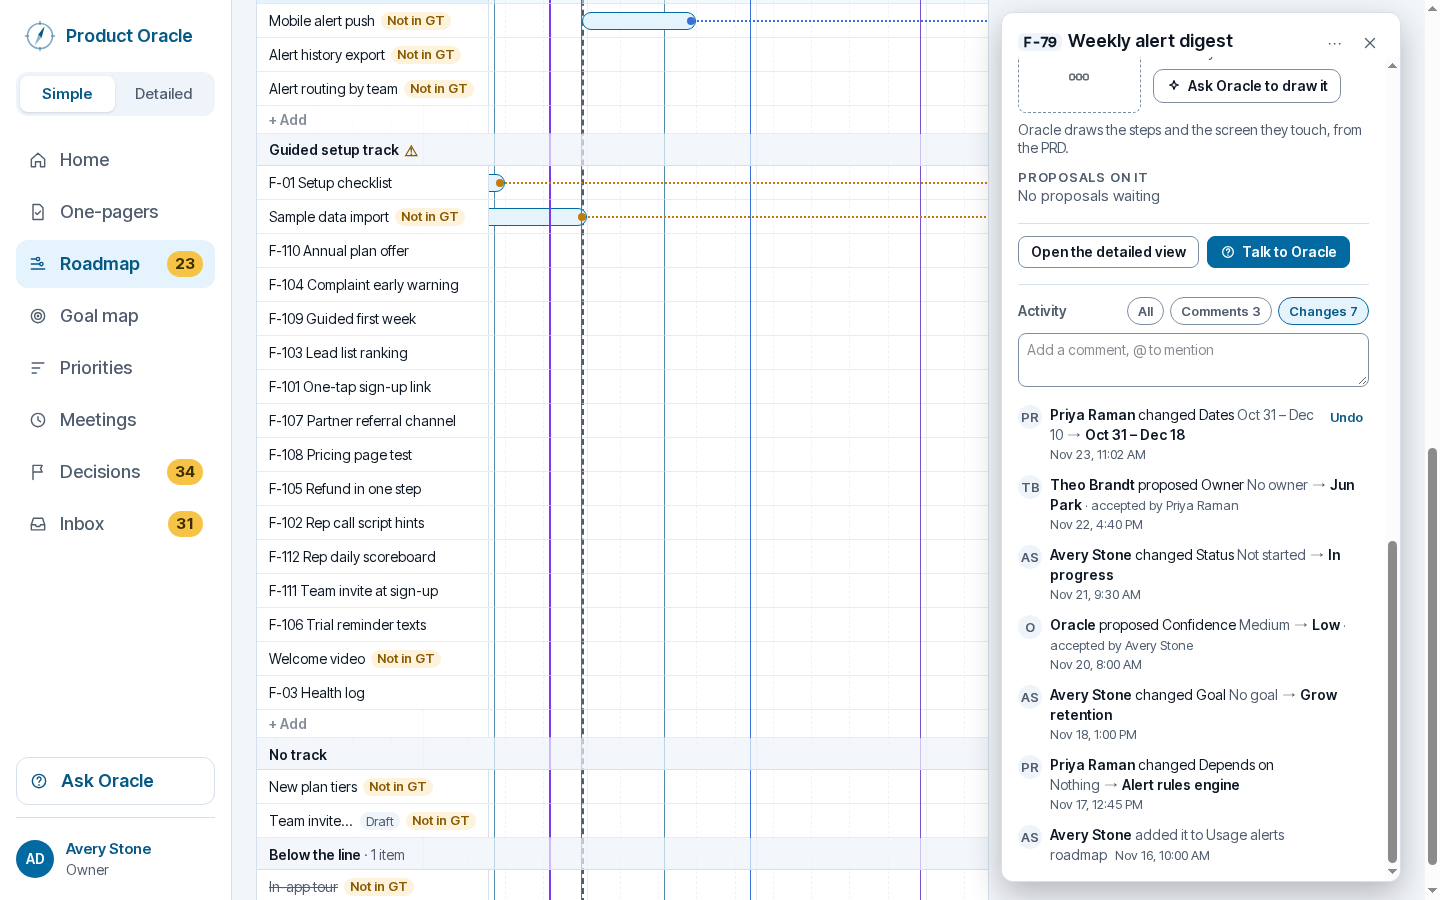 Product Oracle
Simple
Detailed
Home
One-pagers
Roadmap 23
Goal map
Priorities
Meetings
Decisions 34
Inbox 31
Ask Oracle
AD
Avery Stone
Owner
Mobile alert push Not in GT
Alert history export Not in GT
Alert routing by team Not in GT
+ Add
Guided setup track
F-01 Setup checklist
Sample data import Not in GT
F-110 Annual plan offer
F-104 Complaint early warning
F-109 Guided first week
F-103 Lead list ranking
F-101 One-tap sign-up link
F-107 Partner referral channel
F-108 Pricing page test
F-105 Refund in one step
F-102 Rep call script hints
F-112 Rep daily scoreboard
F-111 Team invite at sign-up
F-106 Trial reminder texts
Welcome video Not in GT
F-03 Health log
+ Add
No track
New plan tiers Not in GT
Team invite... Draft Not in GT
Below the line · 1 item
In-app tour Not in GT
F-79 Weekly alert digest
Ask Oracle to draw it
Oracle draws the steps and the screen they touch, from
the PRD.
PROPOSALS ON IT
No proposals waiting
Open the detailed view
Talk to Oracle
Activity
All
Comments 3
Changes 7
Add a comment, @ to mention
PR
Priya Raman changed Dates Oct 31 – Dec
10 → Oct 31 – Dec 18
Nov 23, 11:02 AM
Undo
TB
Theo Brandt proposed Owner No owner → Jun
Park · accepted by Priya Raman
Nov 22, 4:40 PM
AS
Avery Stone changed Status Not started → In
progress
Nov 21, 9:30 AM
O
Oracle proposed Confidence Medium → Low ·
accepted by Avery Stone
Nov 20, 8:00 AM
AS
Avery Stone changed Goal No goal → Grow
retention
Nov 18, 1:00 PM
PR
Priya Raman changed Depends on
Nothing → Alert rules engine
Nov 17, 12:45 PM
AS
Avery Stone added it to Usage alerts
roadmap Nov 16, 10:00 AM